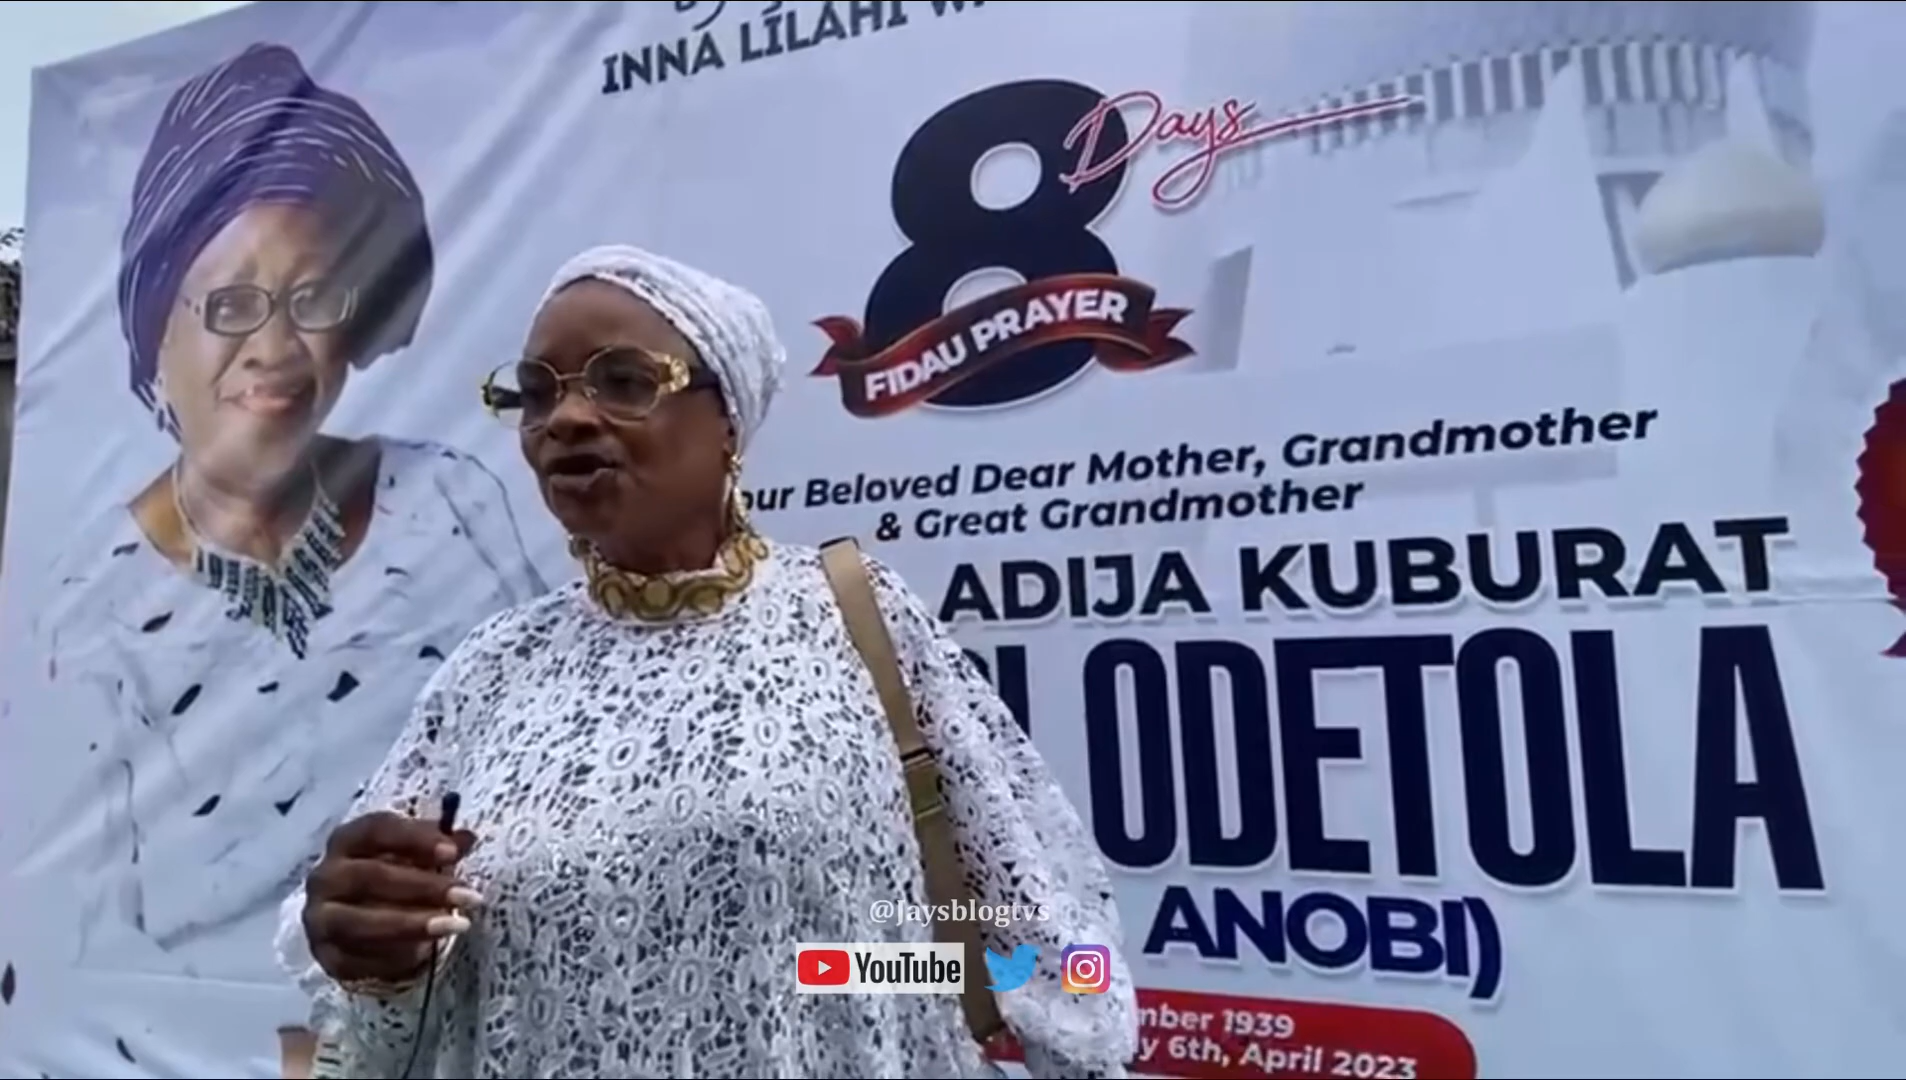 INNA LILAHI
8 Days
FIDAU PRAYER
our Beloved Dear Mother, Grandmother
& Great Grandmother
ADIJA KUBURAT
ODETOLA
ANOBI)
@Jaysblogtvs
YouTube
mber 1939
y 6th, April 2023